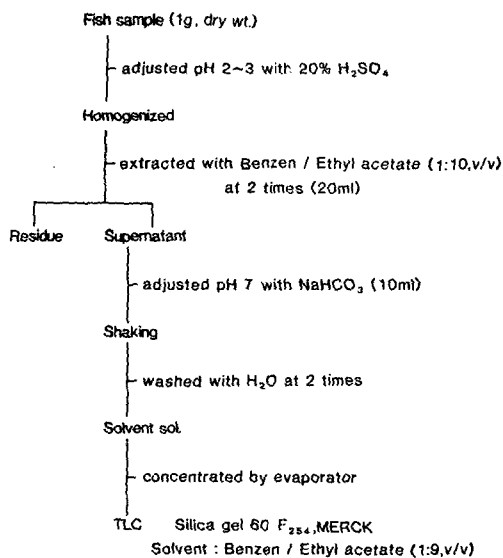 Fish sample (1g, dry wt.)
adjusted pH 2~3 with 20% H₂SO₄
Homogenized
extracted with Benzen / Ethyl acetate (1:10,v/v)
at 2 times (20ml)
Residue Supernatant
adjusted pH 7 with NaHCO₃ (10ml)
Shaking
washed with H₂O at 2 times
Solvent sol.
concentrated by evaporator
TLC Silica gel 60 F₂₅₄,MERCK
Solvent : Benzen / Ethyl acetate (1:9,v/v)